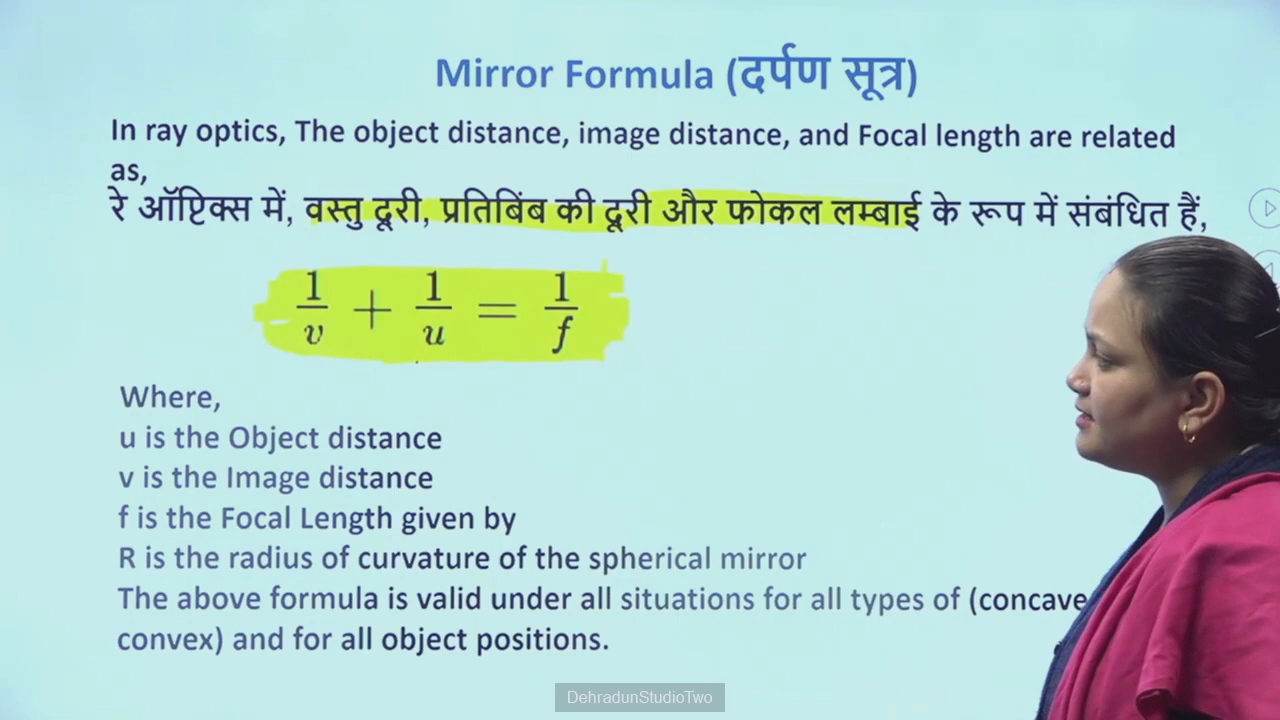 Mirror Formula (दर्पण सूत्र)
In ray optics, The object distance, image distance, and Focal length are related
as,
रे ऑप्टिक्स में, वस्तु दूरी, प्रतिबिंब की दूरी और फोकल लम्बाई के रूप में संबंधित हैं,
1/v + 1/u = 1/f
Where,
u is the Object distance
v is the Image distance
f is the Focal Length given by
R is the radius of curvature of the spherical mirror
The above formula is valid under all situations for all types of (concave
convex) and for all object positions.
DehradunStudioTwo